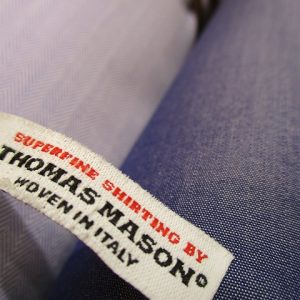 SUPERFINE SHIRTING BY
THOMAS MASON®
WOVEN IN ITALY